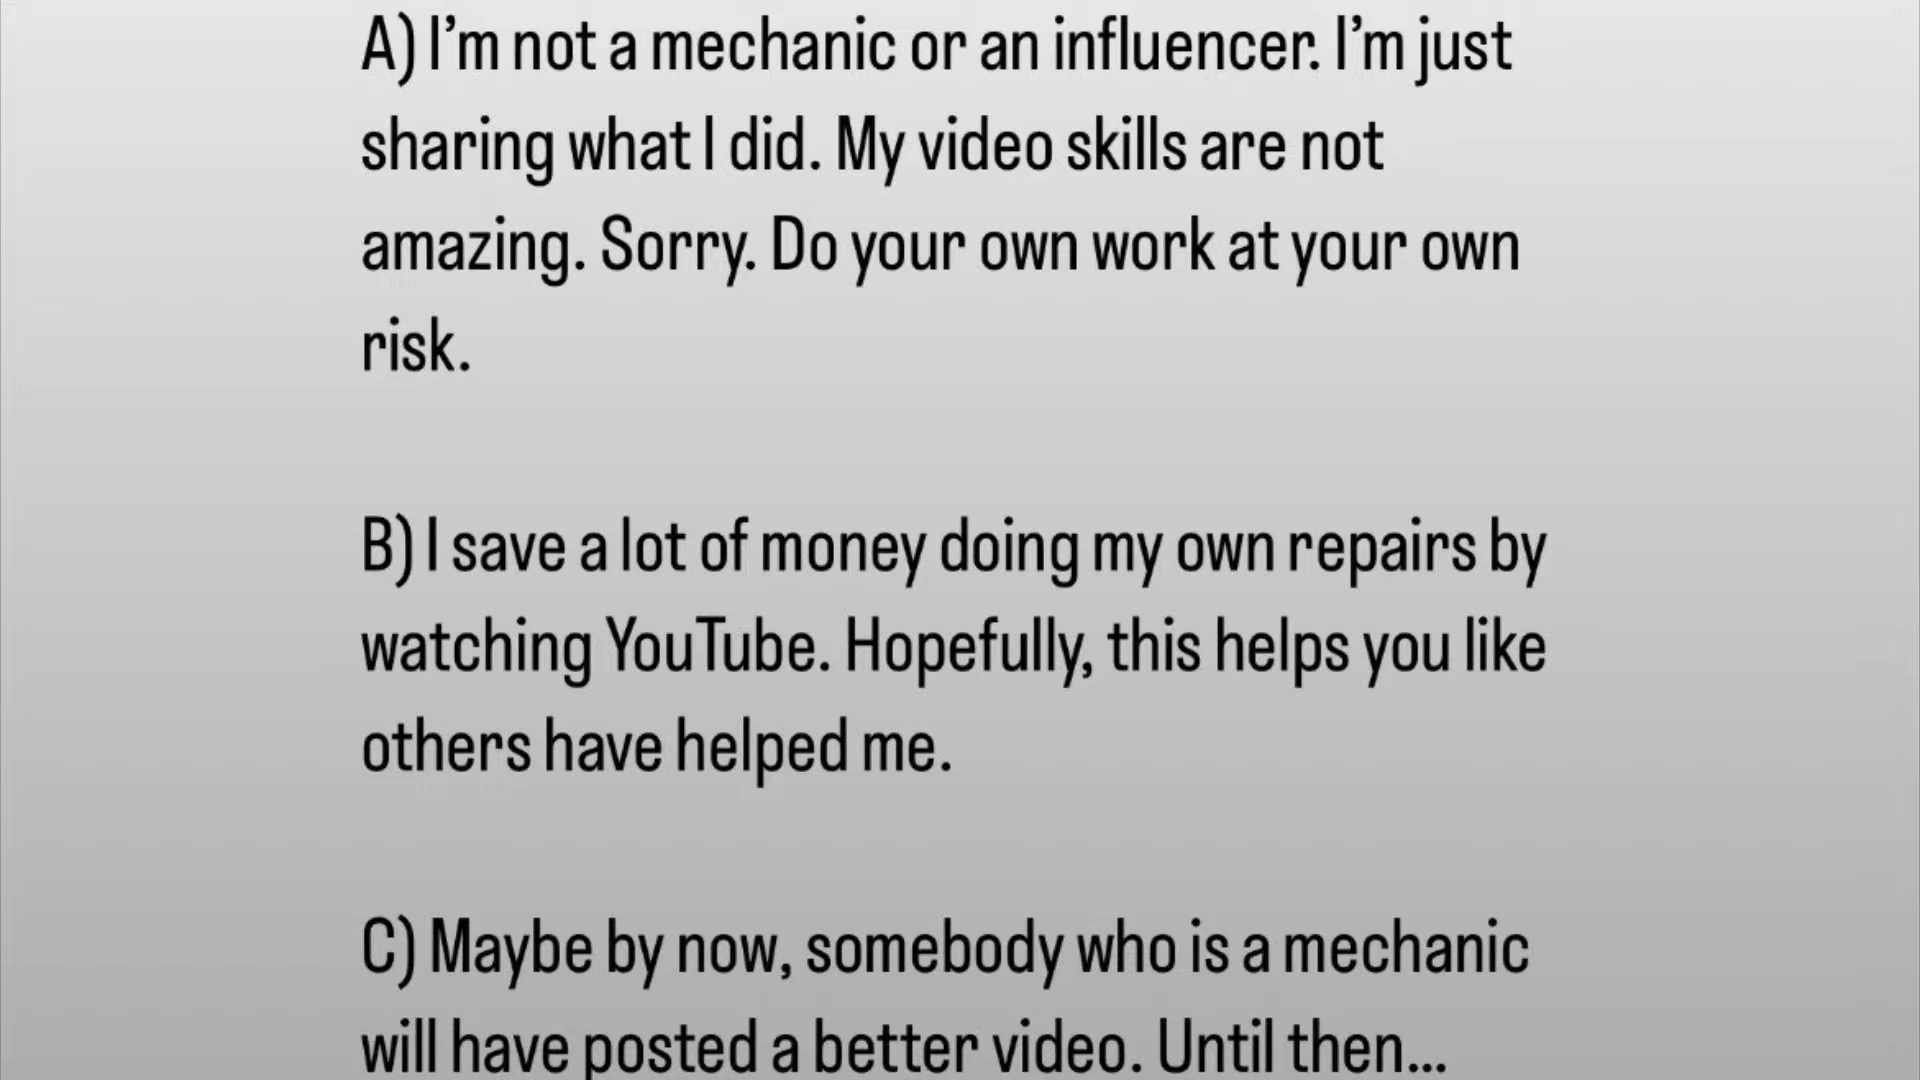 A) I’m not a mechanic or an influencer. I’m just
sharing what I did. My video skills are not
amazing. Sorry. Do your own work at your own
risk.
B) I save a lot of money doing my own repairs by
watching YouTube. Hopefully, this helps you like
others have helped me.
C) Maybe by now, somebody who is a mechanic
will have posted a better video. Until then...